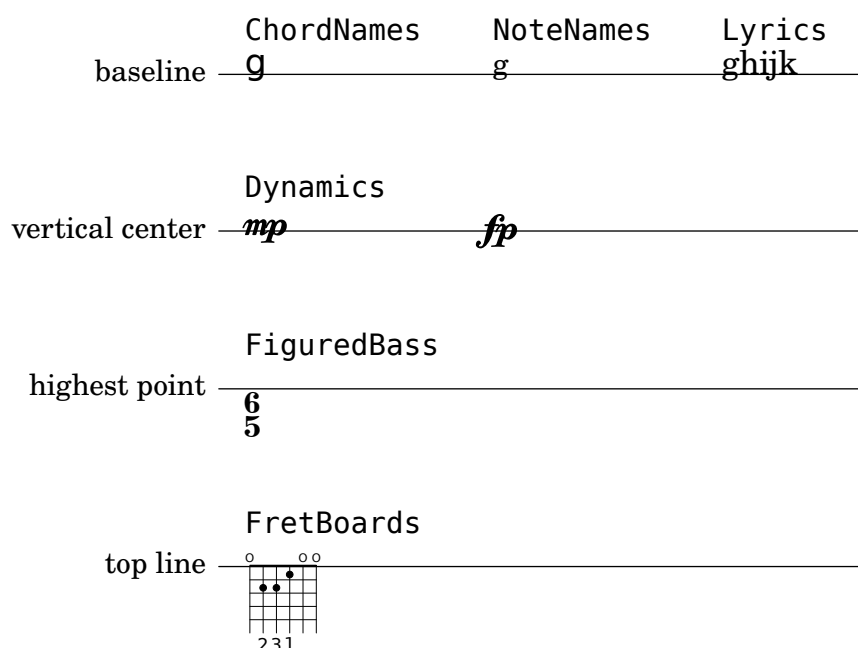 ChordNames NoteNames Lyrics
baseline g g ghijk
Dynamics
vertical center mp fp
FiguredBass
highest point
6
5
FretBoards
top line o o o
231